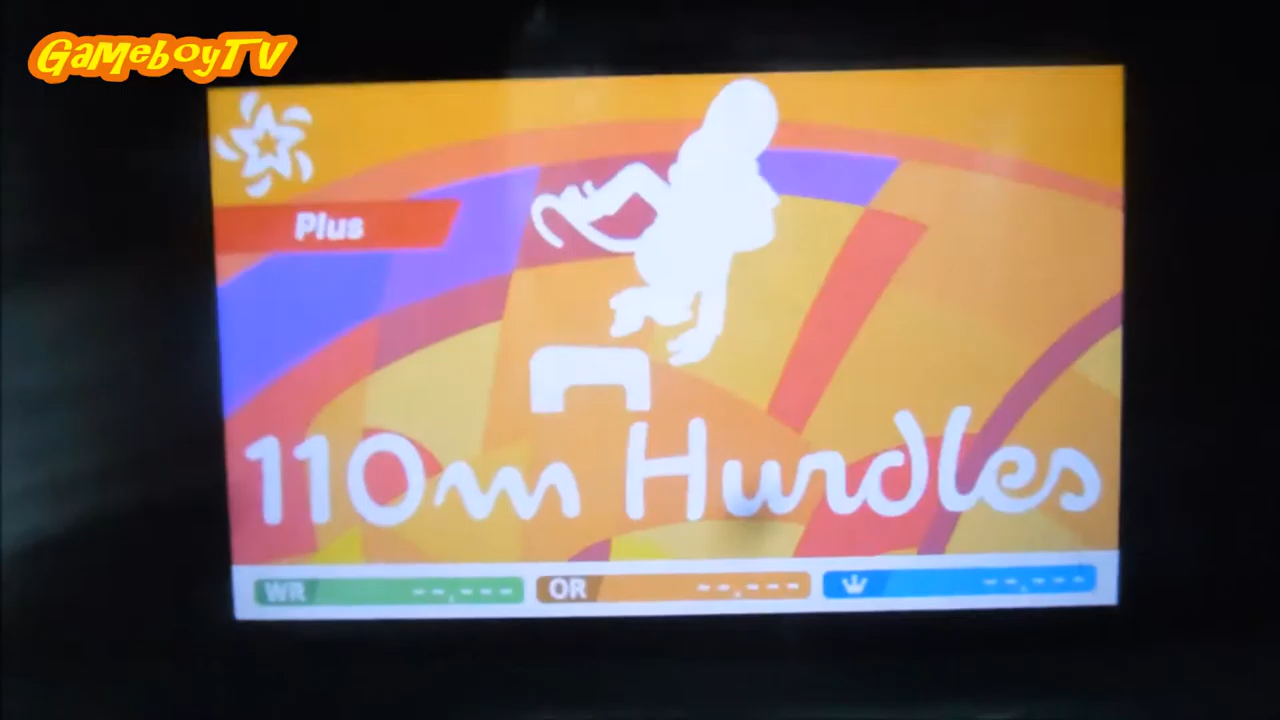 GameboyTV
Plus
110m Hurdles
WR --.---
OR --.---
--.---